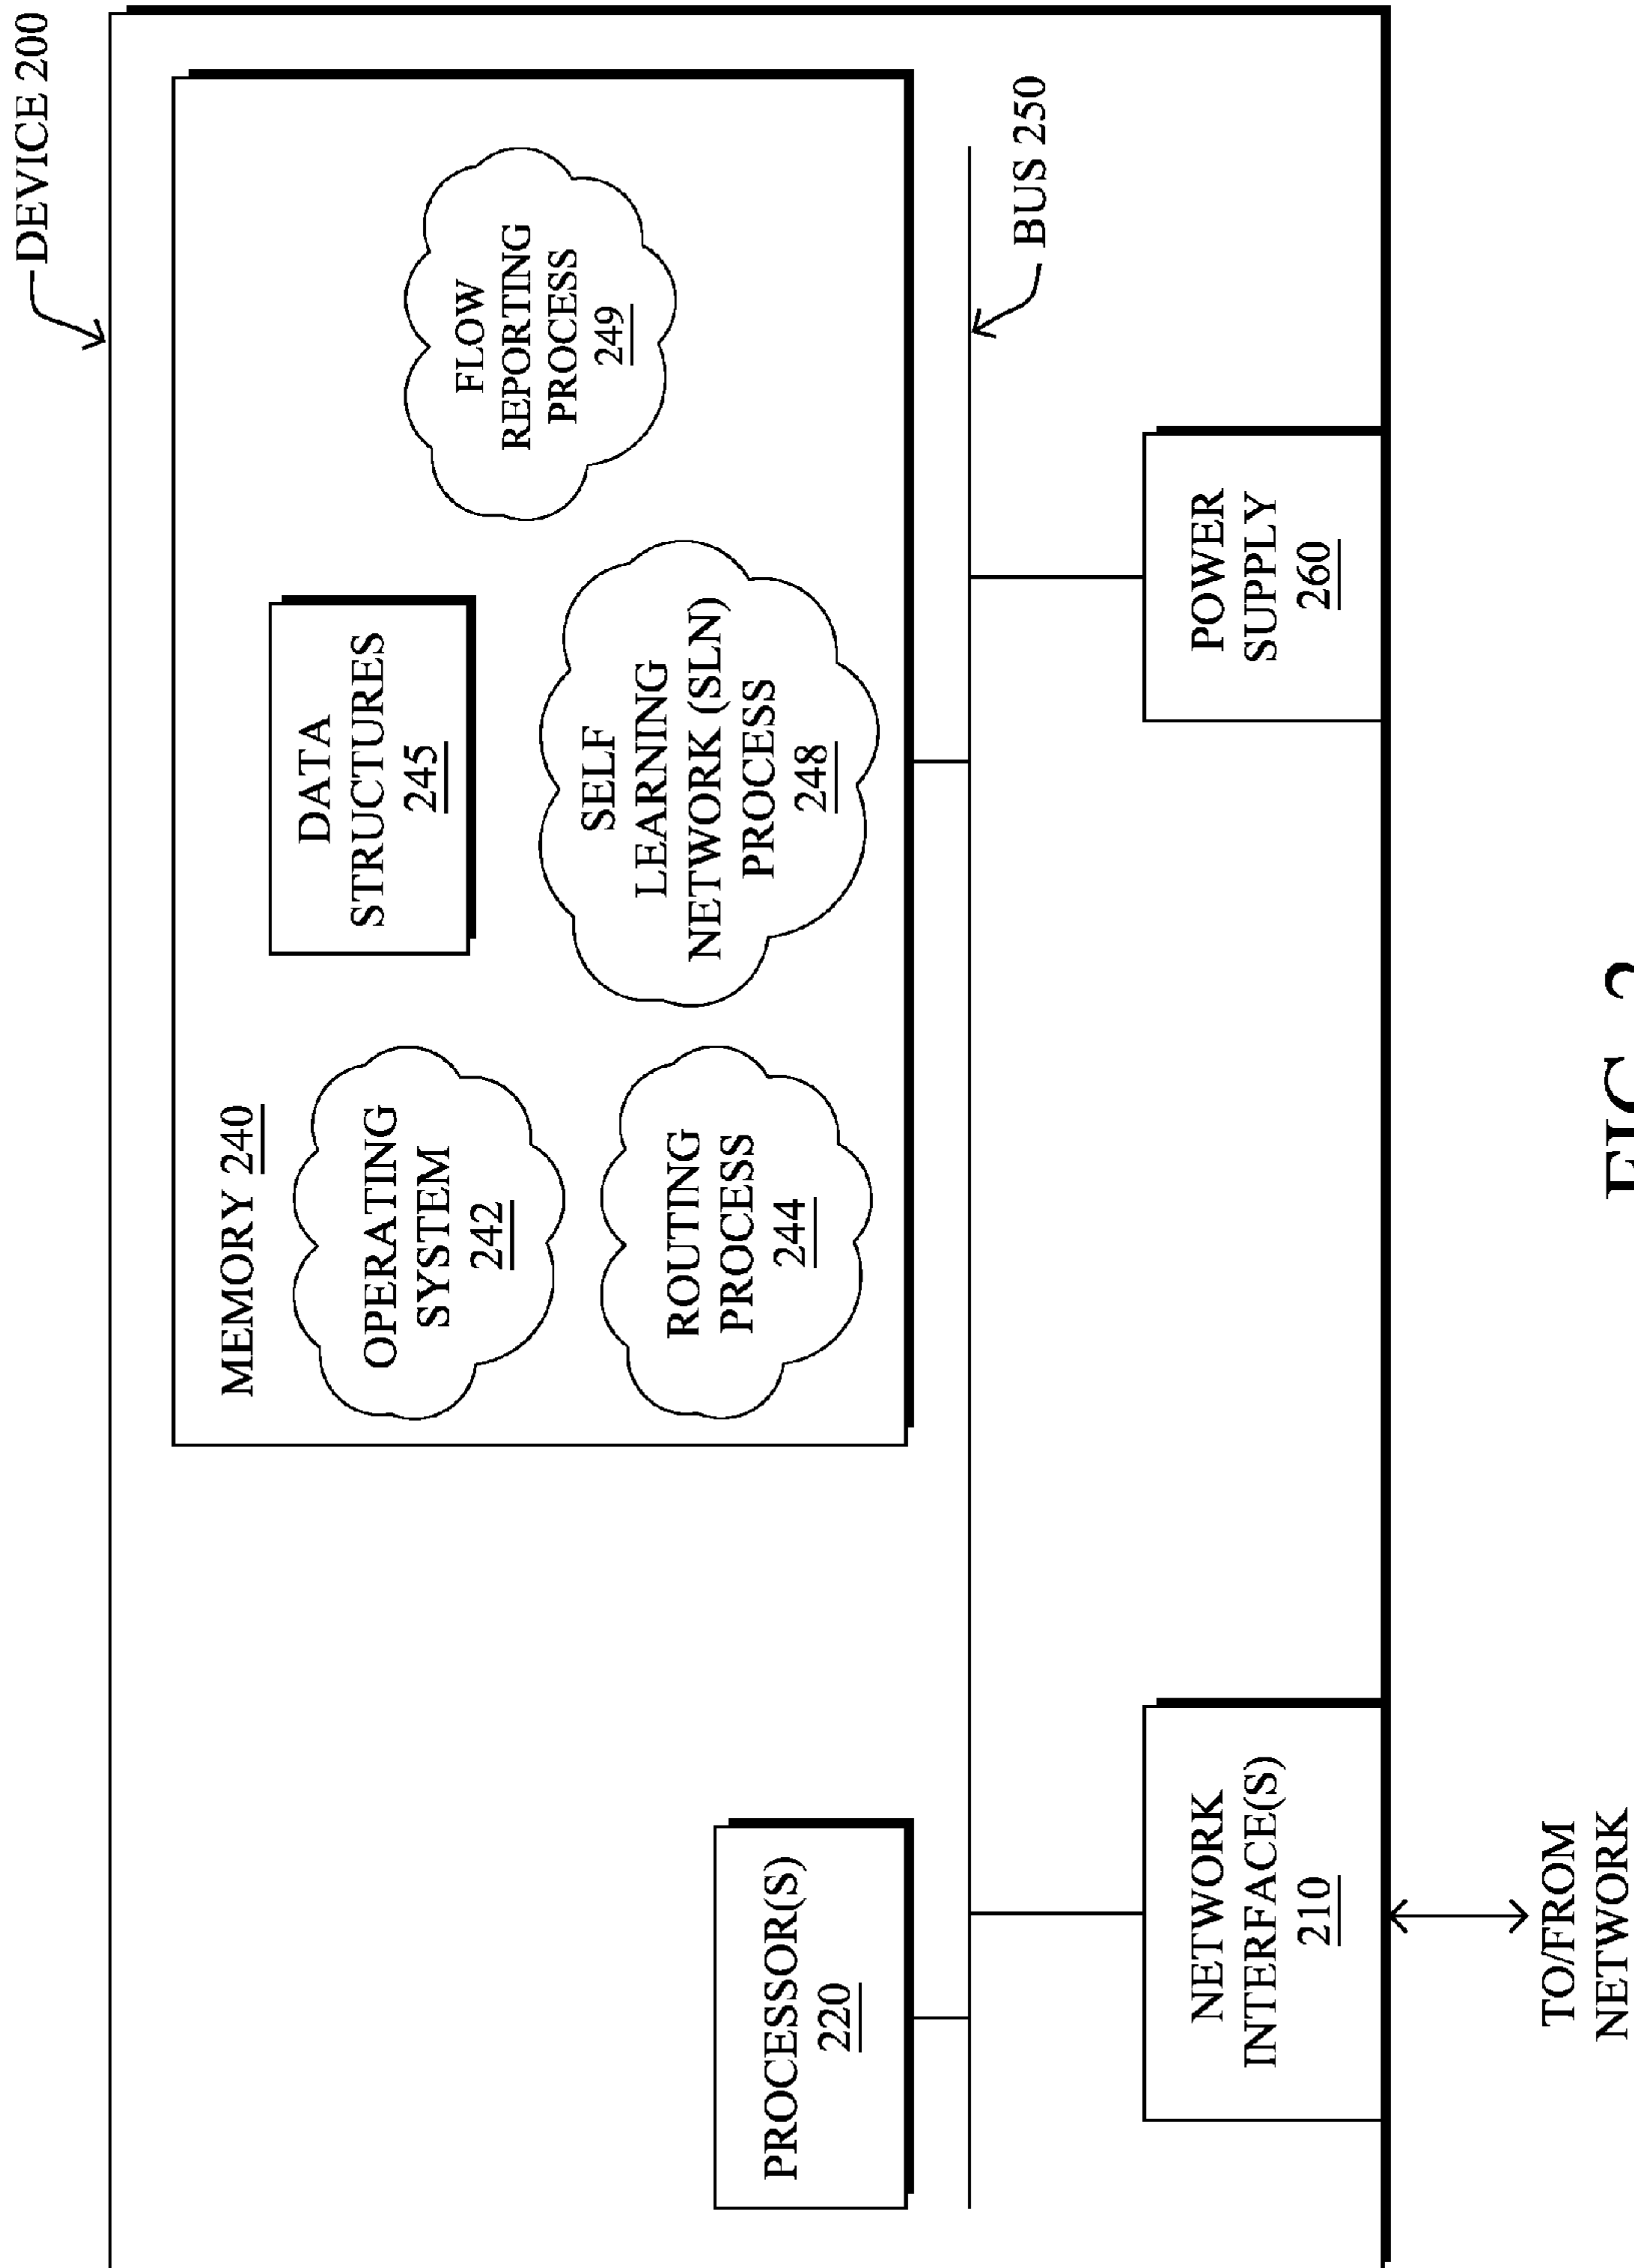 DEVICE 200
MEMORY 240
OPERATING
SYSTEM
242
ROUTING
PROCESS
244
DATA
STRUCTURES
245
SELF
LEARNING
NETWORK (SLN)
PROCESS
248
FLOW
REPORTING
PROCESS
249
PROCESSOR(S)
220
BUS 250
NETWORK
INTERFACE(S)
210
POWER
SUPPLY
260
TO/FROM
NETWORK